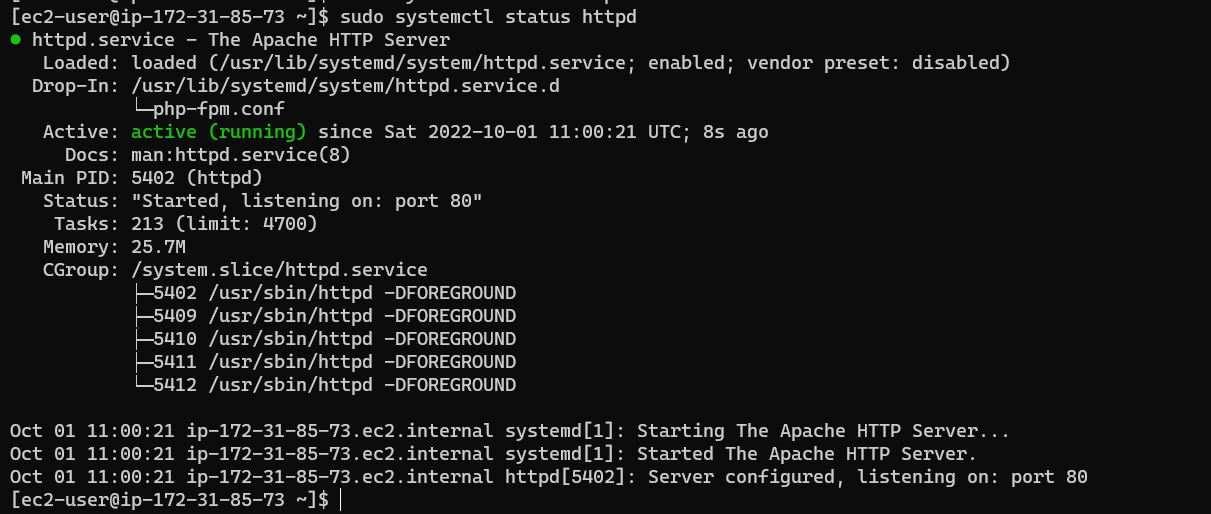 [ec2-user@ip-172-31-85-73 ~]$ sudo systemctl status httpd
● httpd.service - The Apache HTTP Server
   Loaded: loaded (/usr/lib/systemd/system/httpd.service; enabled; vendor preset: disabled)
  Drop-In: /usr/lib/systemd/system/httpd.service.d
           └─php-fpm.conf
   Active: active (running) since Sat 2022-10-01 11:00:21 UTC; 8s ago
     Docs: man:httpd.service(8)
 Main PID: 5402 (httpd)
   Status: "Started, listening on: port 80"
    Tasks: 213 (limit: 4700)
   Memory: 25.7M
   CGroup: /system.slice/httpd.service
           ├─5402 /usr/sbin/httpd -DFOREGROUND
           ├─5409 /usr/sbin/httpd -DFOREGROUND
           ├─5410 /usr/sbin/httpd -DFOREGROUND
           ├─5411 /usr/sbin/httpd -DFOREGROUND
           └─5412 /usr/sbin/httpd -DFOREGROUND

Oct 01 11:00:21 ip-172-31-85-73.ec2.internal systemd[1]: Starting The Apache HTTP Server...
Oct 01 11:00:21 ip-172-31-85-73.ec2.internal systemd[1]: Started The Apache HTTP Server.
Oct 01 11:00:21 ip-172-31-85-73.ec2.internal httpd[5402]: Server configured, listening on: port 80
[ec2-user@ip-172-31-85-73 ~]$